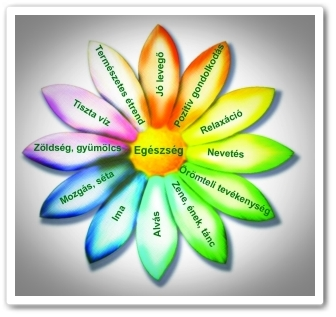 Egészség
Jó levegő
Pozitív gondolkodás
Relaxáció
Nevetés
Örömteli tevékenység
Zene, ének, tánc
Alvás
Ima
Mozgás, séta
Zöldség, gyümölcs
Tiszta víz
Természetes étrend